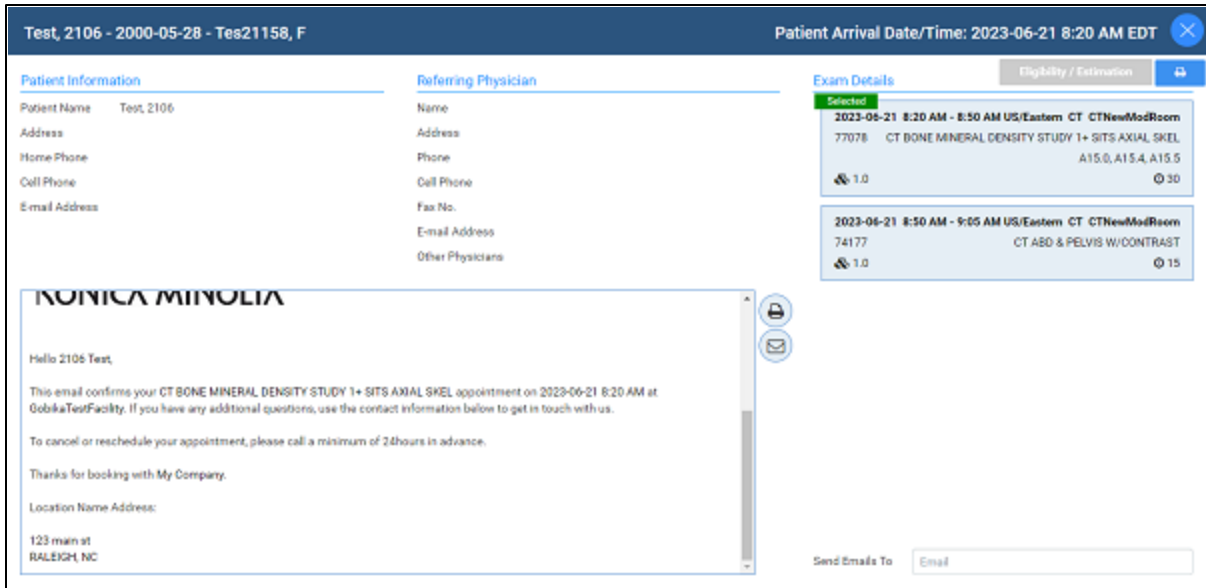 Test, 2106 - 2000-05-28 - Tes21158, F
Patient Arrival Date/Time: 2023-06-21 8:20 AM EDT
Patient Information
Patient Name Test, 2106
Address
Home Phone
Cell Phone
E-mail Address
Referring Physician
Name
Address
Phone
Cell Phone
Fax No.
E-mail Address
Other Physicians
Exam Details
Eligibility / Estimation
Selected
2023-06-21 8:20 AM - 8:50 AM US/Eastern CT CTNewModRoom
77078 CT BONE MINERAL DENSITY STUDY 1+ SITS AXIAL SKEL
A15.0, A15.4, A15.5
1.0 30
2023-06-21 8:50 AM - 9:05 AM US/Eastern CT CTNewModRoom
74177 CT ABD & PELVIS W/CONTRAST
1.0 15
KONICA MINOLTA
Hello 2106 Test,
This email confirms your CT BONE MINERAL DENSITY STUDY 1+ SITS AXIAL SKEL appointment on 2023-06-21 8:20 AM at
GobikaTestFacility. If you have any additional questions, use the contact information below to get in touch with us.
To cancel or reschedule your appointment, please call a minimum of 24hours in advance.
Thanks for booking with My Company.
Location Name Address:
123 main st
RALEIGH, NC
Send Emails To Email